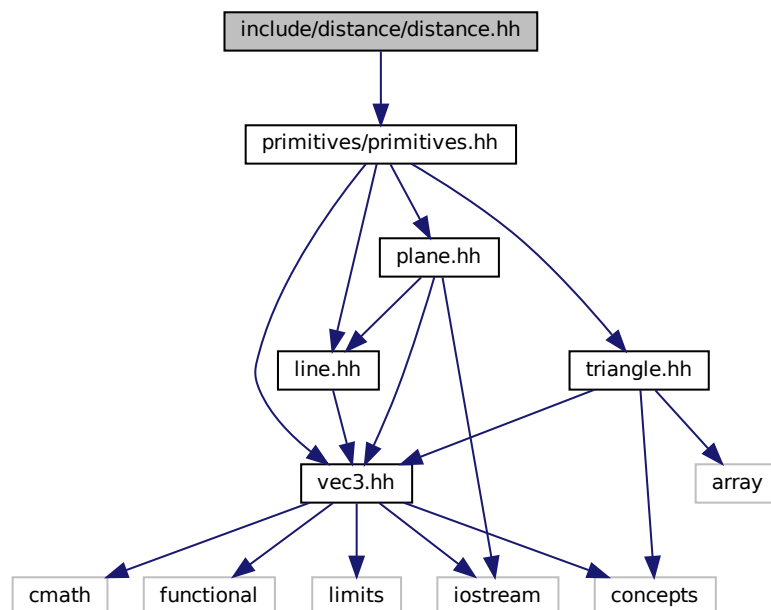 include/distance/distance.hh
primitives/primitives.hh
plane.hh
line.hh
triangle.hh
vec3.hh
array
cmath
functional
limits
iostream
concepts